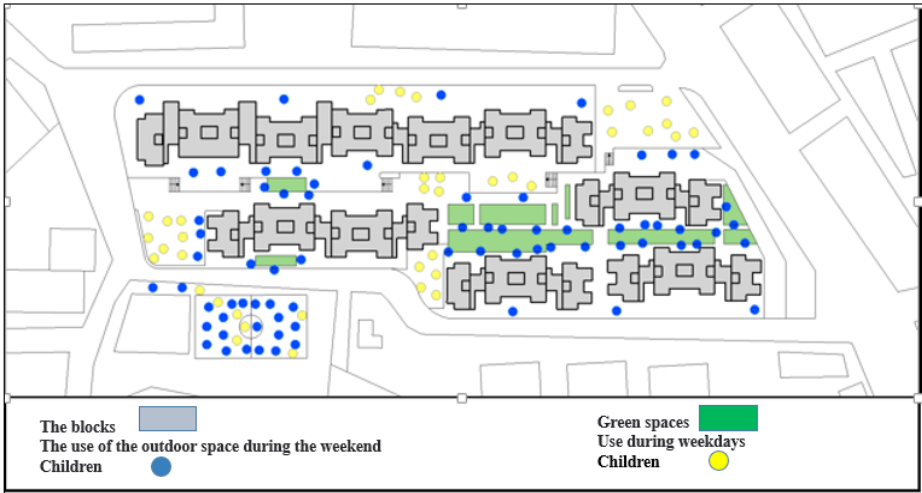 The blocks
The use of the outdoor space during the weekend
Children
Green spaces
Use during weekdays
Children